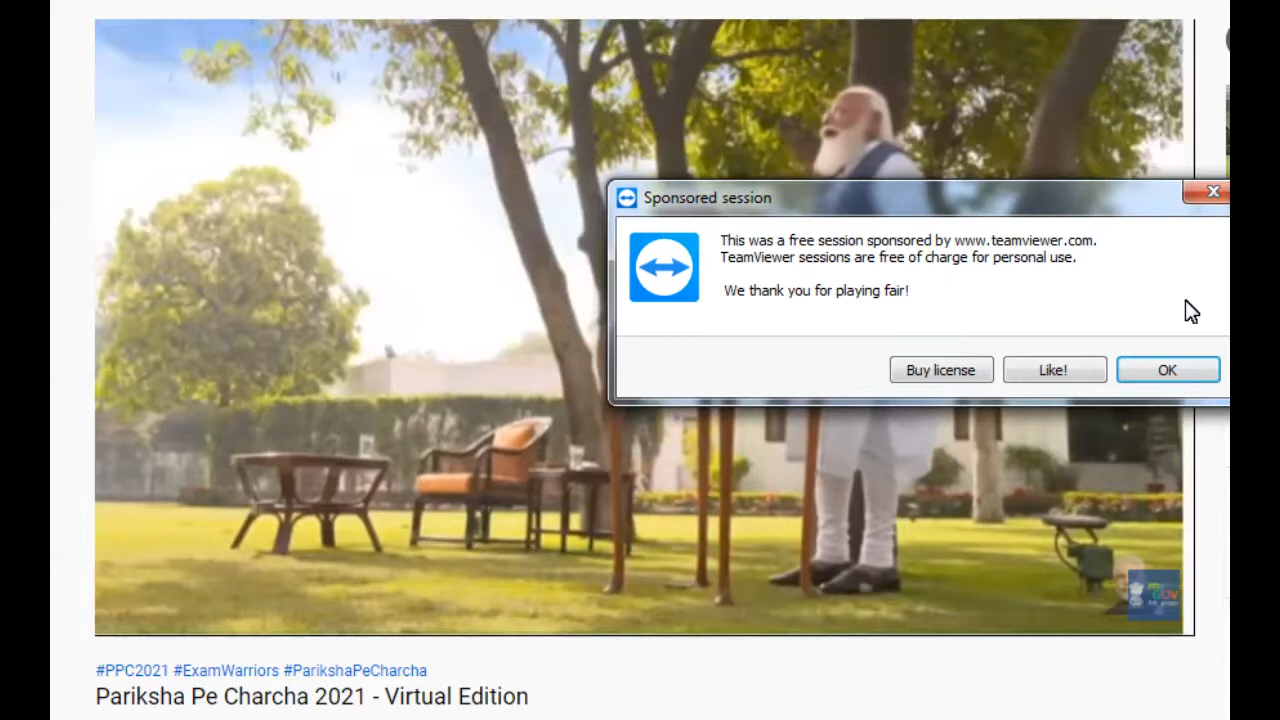 Sponsored session
This was a free session sponsored by www.teamviewer.com.
TeamViewer sessions are free of charge for personal use.
We thank you for playing fair!
Buy license
Like!
OK
my
GOV
#PPC2021 #ExamWarriors #ParikshaPeCharcha
Pariksha Pe Charcha 2021 - Virtual Edition